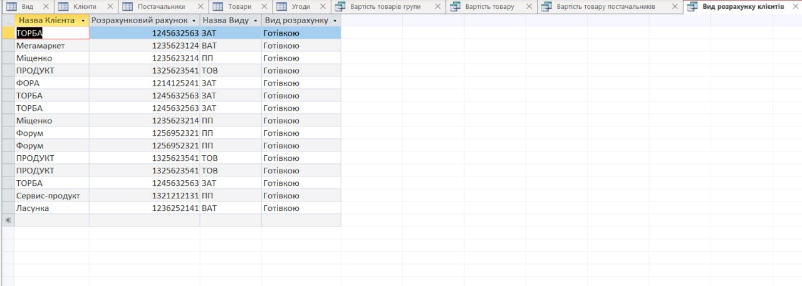 Вид Клієнти Постачальники Товари Угоди Вартість товарів групи Вартість товару Вартість товару постачальників Вид розрахунку клієнтів
Назва Клієнта Розрахунковий рахунок Назва Виду Вид розрахунку
ТОРБА 1245632563 ЗАТ Готівкою
Мегамаркет 1235623124 ВАТ Готівкою
Міщенко 1235623214 ПП Готівкою
ПРОДУКТ 1325623541 ТОВ Готівкою
ФОРА 1214125241 ЗАТ Готівкою
ТОРБА 1245632563 ЗАТ Готівкою
ТОРБА 1245632563 ЗАТ Готівкою
Міщенко 1235623214 ПП Готівкою
Форум 1256952321 ПП Готівкою
Форум 1256952321 ПП Готівкою
ПРОДУКТ 1325623541 ТОВ Готівкою
ПРОДУКТ 1325623541 ТОВ Готівкою
ТОРБА 1245632563 ЗАТ Готівкою
Сервис-продукт 1321212131 ПП Готівкою
Ласунка 1236252141 ВАТ Готівкою